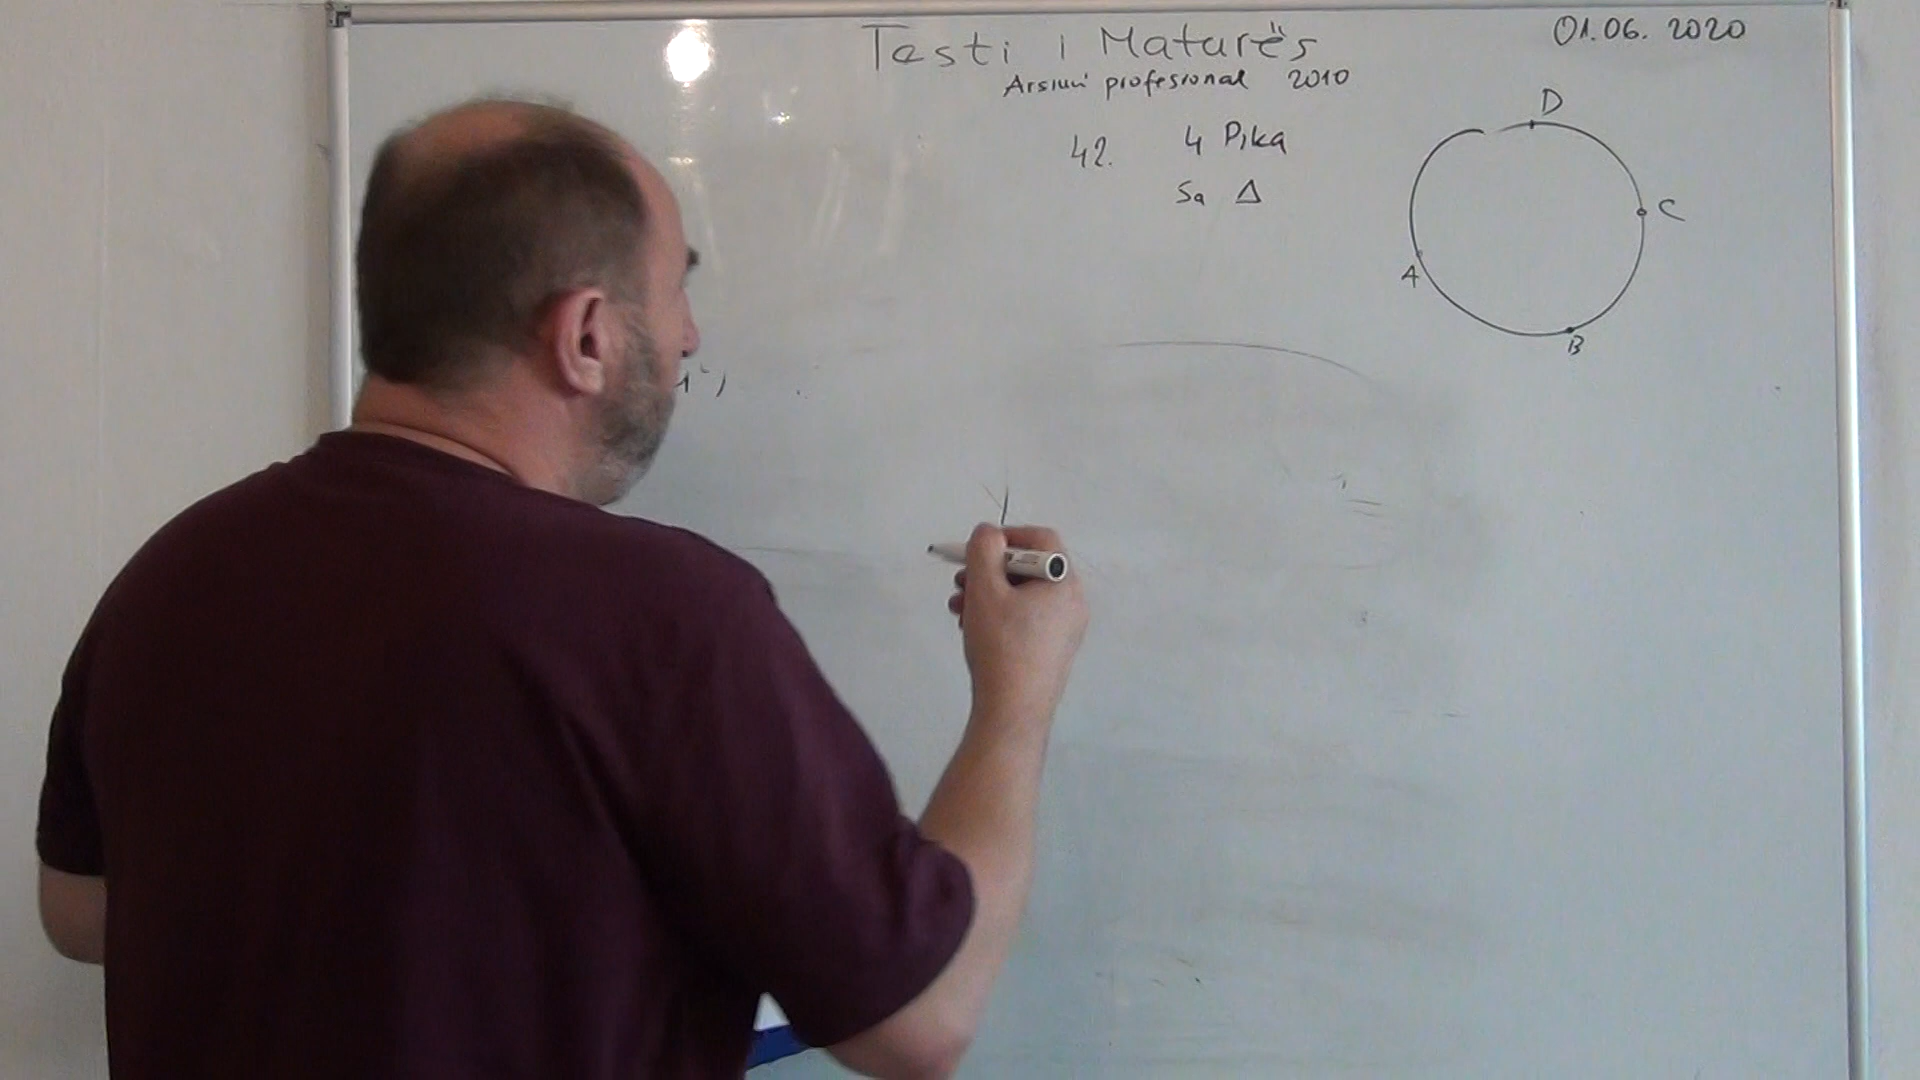 Testi i Maturës
01.06. 2020
Arsimi profesional 2010
42. 4 Pika
Sa Δ
D
C
A
B